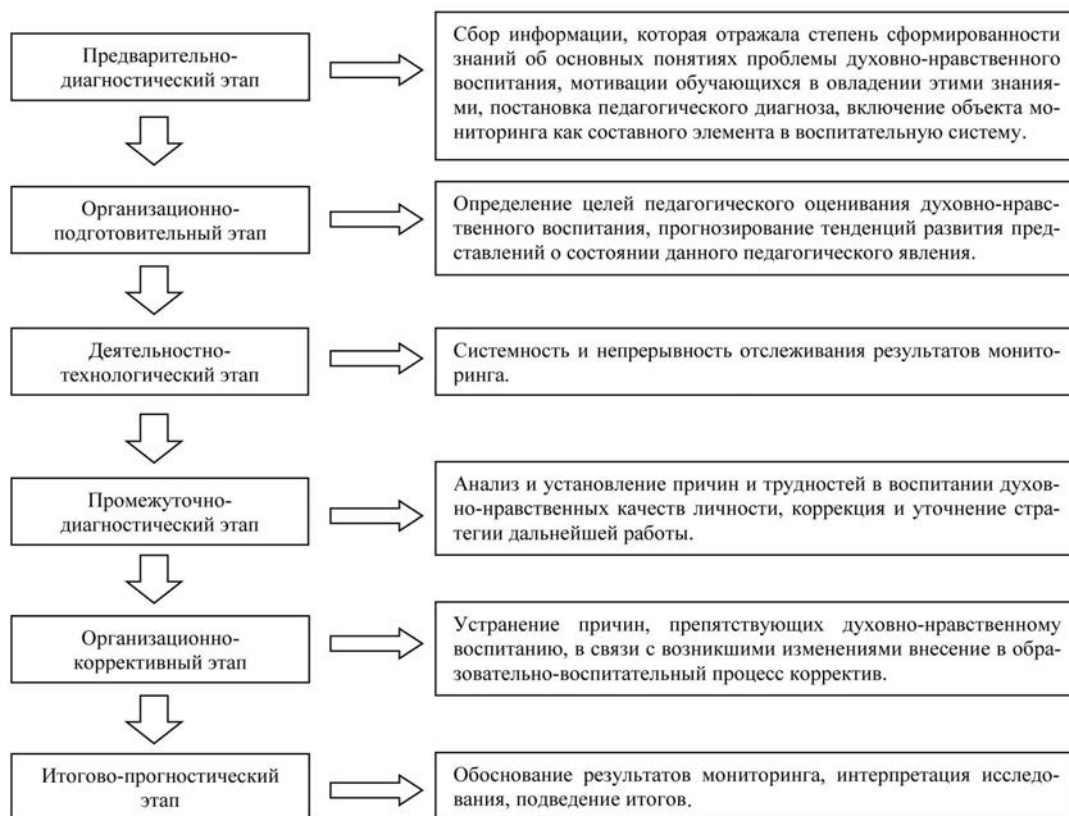 Предварительно-
диагностический этап
Сбор информации, которая отражала степень сформированности
знаний об основных понятиях проблемы духовно-нравственного
воспитания, мотивации обучающихся в овладении этими знани-
ями, постановка педагогического диагноза, включение объекта мо-
ниторинга как составного элемента в воспитательную систему.
Организационно-
подготовительный этап
Определение целей педагогического оценивания духовно-нравс-
твенного воспитания, прогнозирование тенденций развития пред-
ставлений о состоянии данного педагогического явления.
Деятельностно-
технологический этап
Системность и непрерывность отслеживания результатов монито-
ринга.
Промежуточно-
диагностический этап
Анализ и установление причин и трудностей в воспитании духов-
но-нравственных качеств личности, коррекция и уточнение стра-
тегии дальнейшей работы.
Организационно-
коррективный этап
Устранение причин, препятствующих духовно-нравственному
воспитанию, в связи с возникшими изменениями внесение в обра-
зовательно-воспитательный процесс корректив.
Итогово-прогностический
этап
Обоснование результатов мониторинга, интерпретация исследо-
вания, подведение итогов.